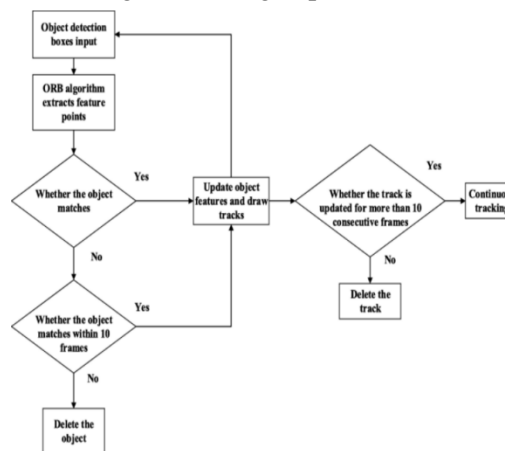 Object detection
boxes input
ORB algorithm
extracts feature
points
Whether the object
matches
Yes
No
Update object
features and draw
tracks
Whether the track is
updated for more than 10
consecutive frames
Yes
tracking
No
Delete the
track
Whether the object
matches within 10
frames
Yes
No
Delete the
object